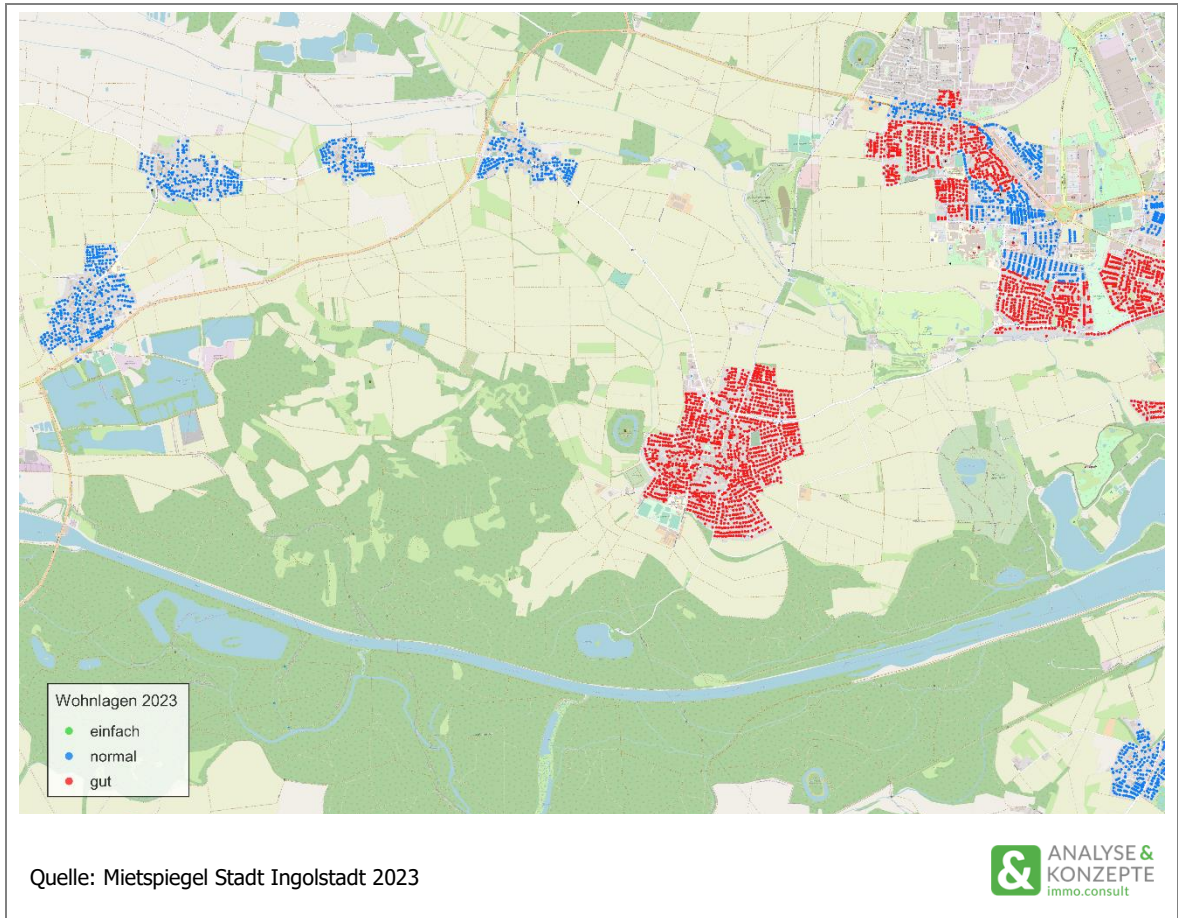 Wohnlagen 2023
einfach
normal
gut
Quelle: Mietspiegel Stadt Ingolstadt 2023
& ANALYSE &
KONZEPTE
immo.consult